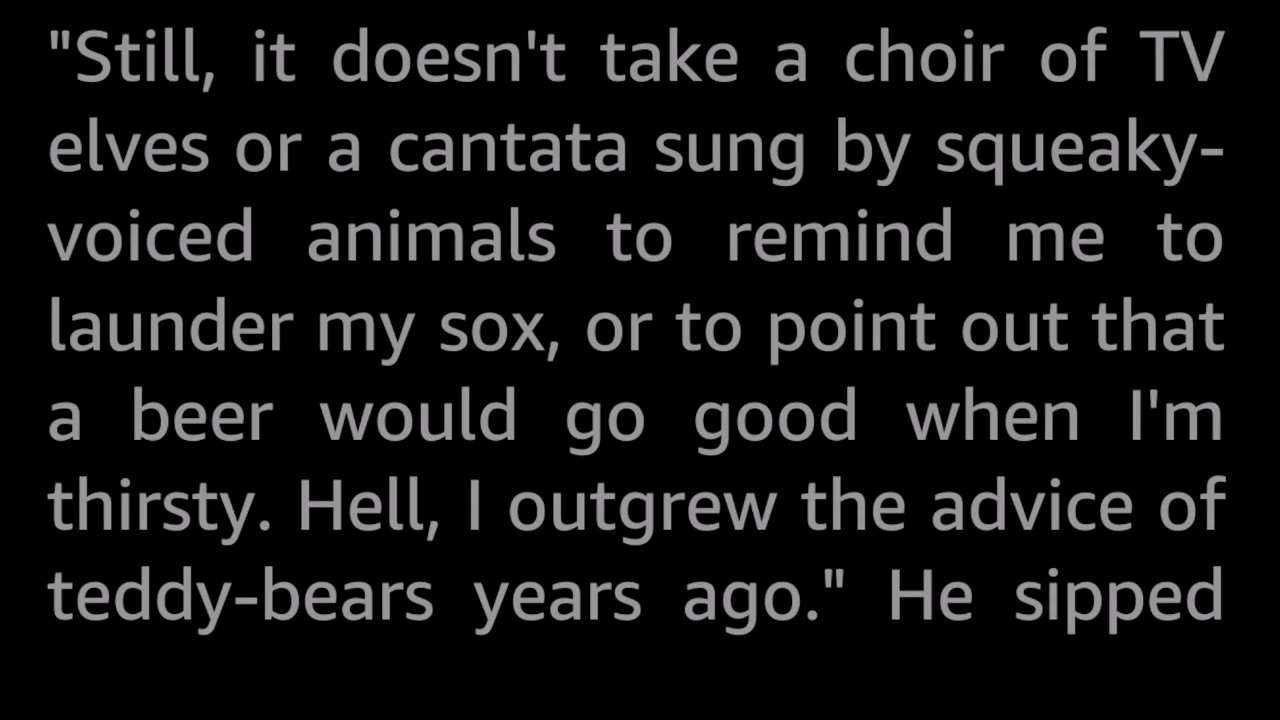 "Still, it doesn't take a choir of TV
elves or a cantata sung by squeaky-
voiced animals to remind me to
launder my sox, or to point out that
a beer would go good when I'm
thirsty. Hell, I outgrew the advice of
teddy-bears years ago." He sipped